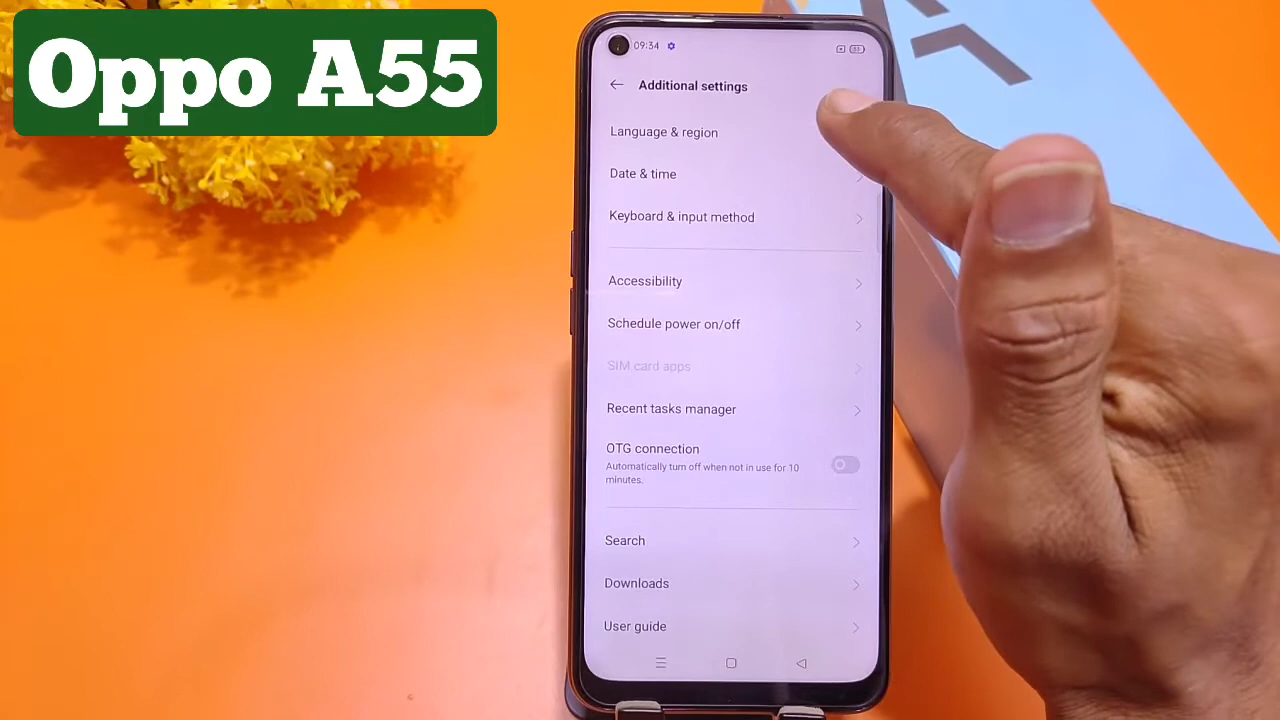 Oppo A55
09:34
Additional settings
Language & region
Date & time
Keyboard & input method
Accessibility
Schedule power on/off
SIM card apps
Recent tasks manager
OTG connection
Automatically turn off when not in use for 10
minutes.
Search
Downloads
User guide